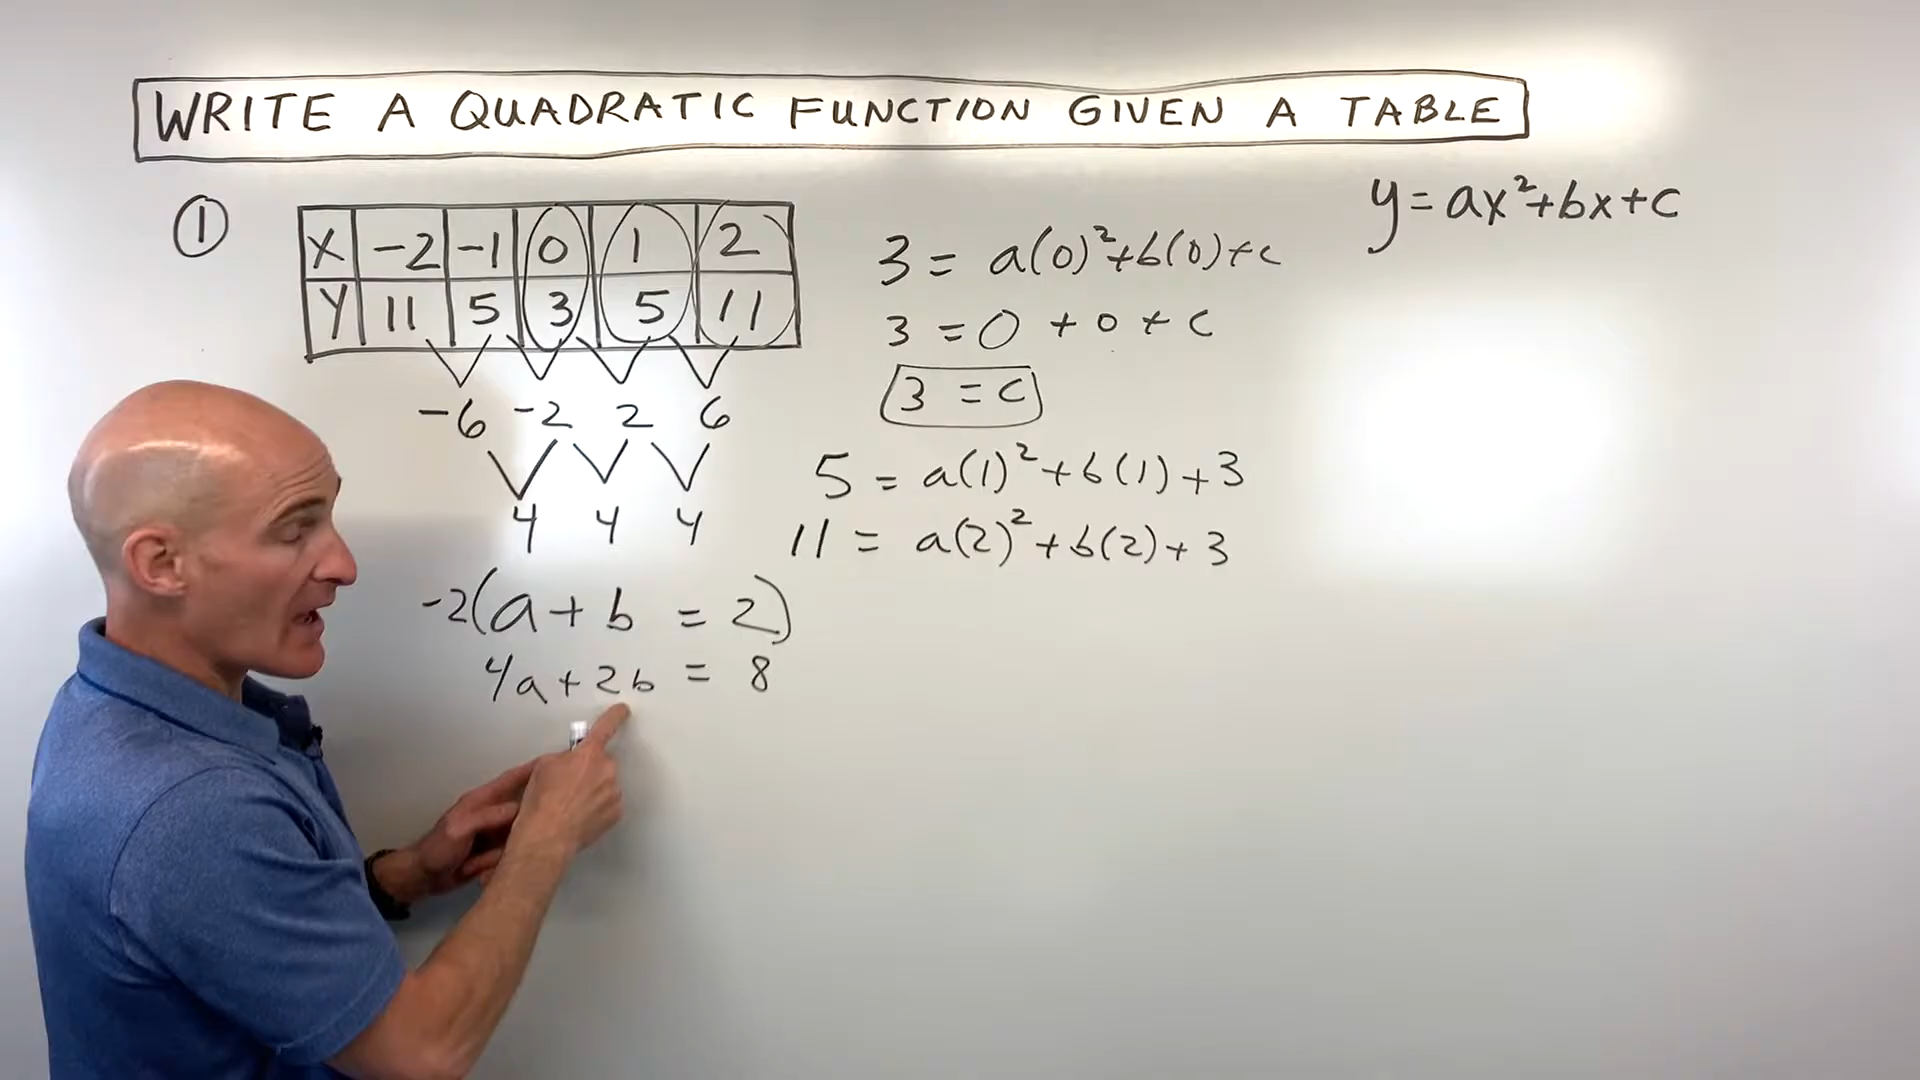 WRITE A QUADRATIC FUNCTION GIVEN A TABLE
y=ax²+bx+c
①
X -2 -1 0 1 2
Y 11 5 3 5 11
-6 -2 2 6
4 4 4
3 = a(0)²+b(0)+c
3 = 0 + 0 + c
3 = c
5 = a(1)²+b(1)+3
11 = a(2)²+b(2)+3
-2(a+b = 2)
4a+2b = 8